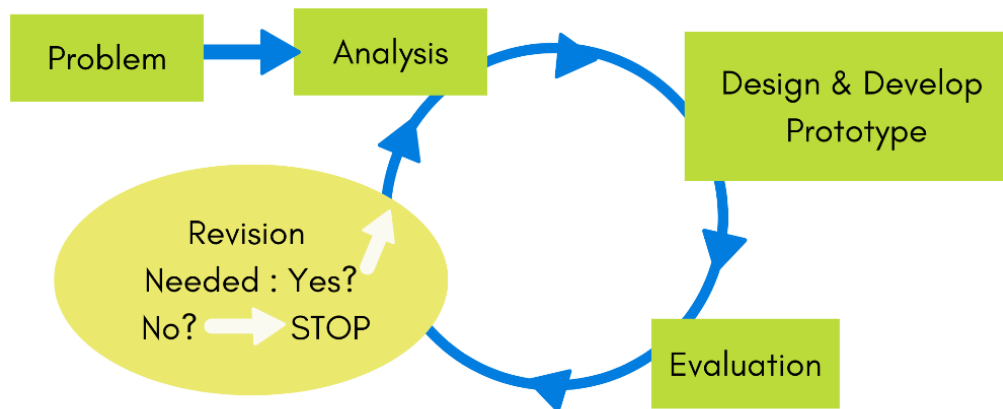 Problem
Analysis
Design & Develop
Prototype
Evaluation
Revision
Needed : Yes?
No? STOP